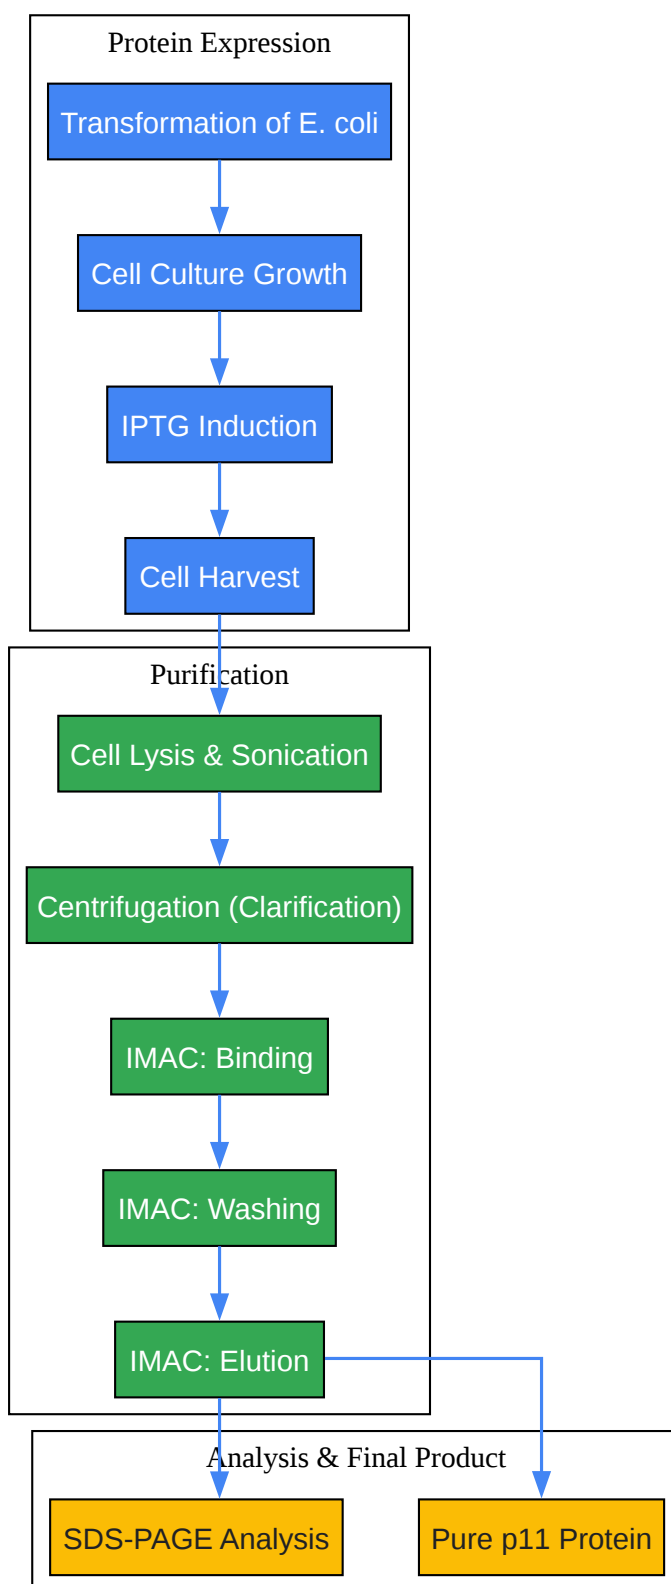 Protein Expression
Transformation of E. coli
Cell Culture Growth
IPTG Induction
Cell Harvest
Purification
Cell Lysis & Sonication
Centrifugation (Clarification)
IMAC: Binding
IMAC: Washing
IMAC: Elution
Analysis & Final Product
SDS-PAGE Analysis
Pure p11 Protein